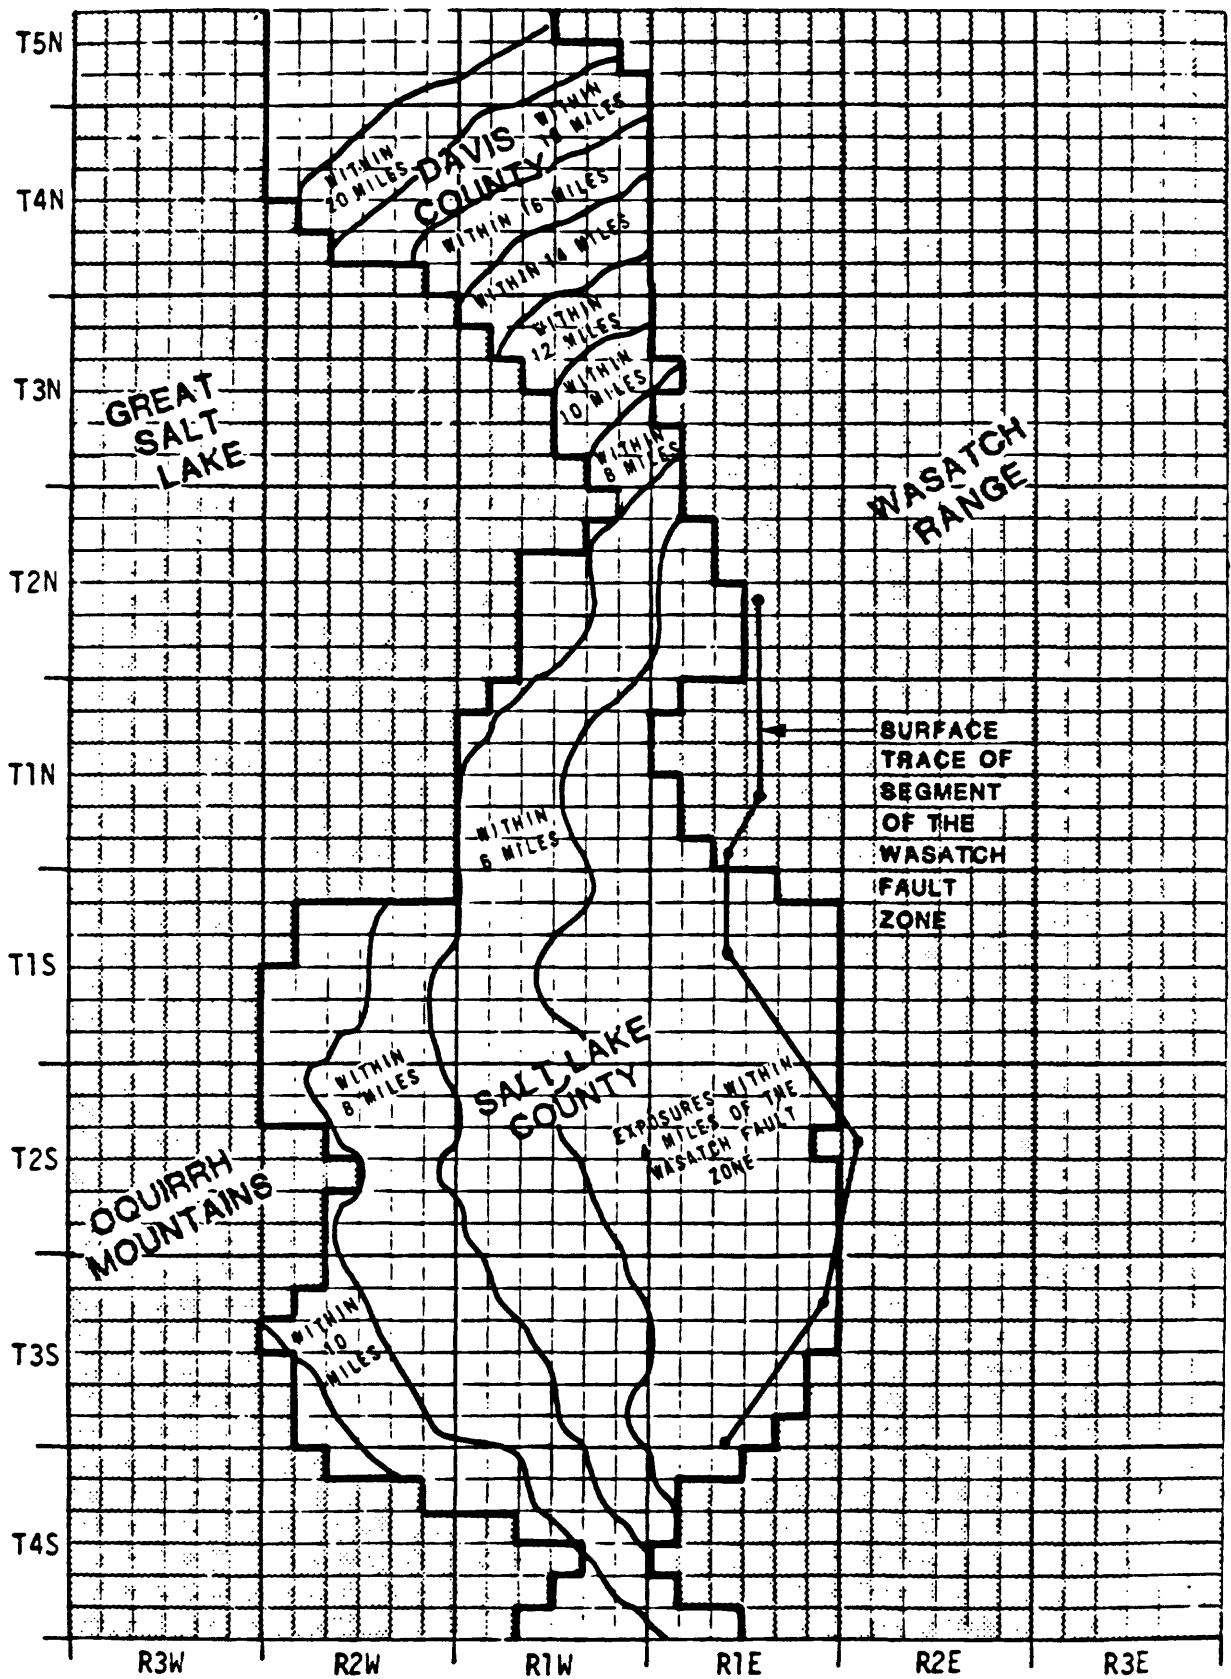 T5N
WITHIN
18 MILES
DAVIS
COUNTY
WITHIN
20 MILES
T4N
WITHIN 16 MILES
WITHIN 14 MILES
WITHIN
12 MILES
WITHIN
10 MILES
T3N
GREAT
SALT
LAKE
WITHIN
8 MILES
WASATCH
RANGE
T2N
SURFACE
TRACE OF
SEGMENT
OF THE
WASATCH
FAULT
ZONE
T1N
WITHIN
6 MILES
T1S
SALT LAKE
COUNTY
WITHIN
8 MILES
EXPOSURES WITHIN
4 MILES OF THE
WASATCH FAULT
ZONE
T2S
OQUIRRH
MOUNTAINS
WITHIN
10
MILES
T3S
T4S
R3W
R2W
R1W
R1E
R2E
R3E